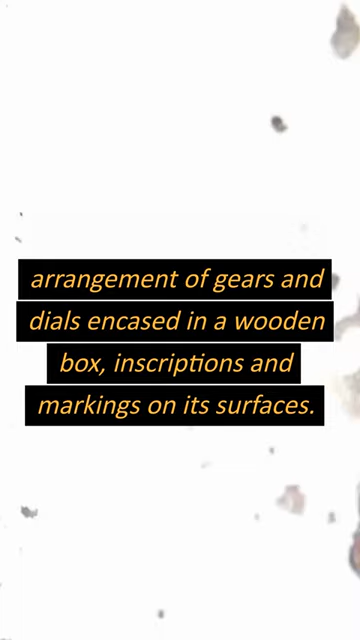 arrangement of gears and
dials encased in a wooden
box, inscriptions and
markings on its surfaces.